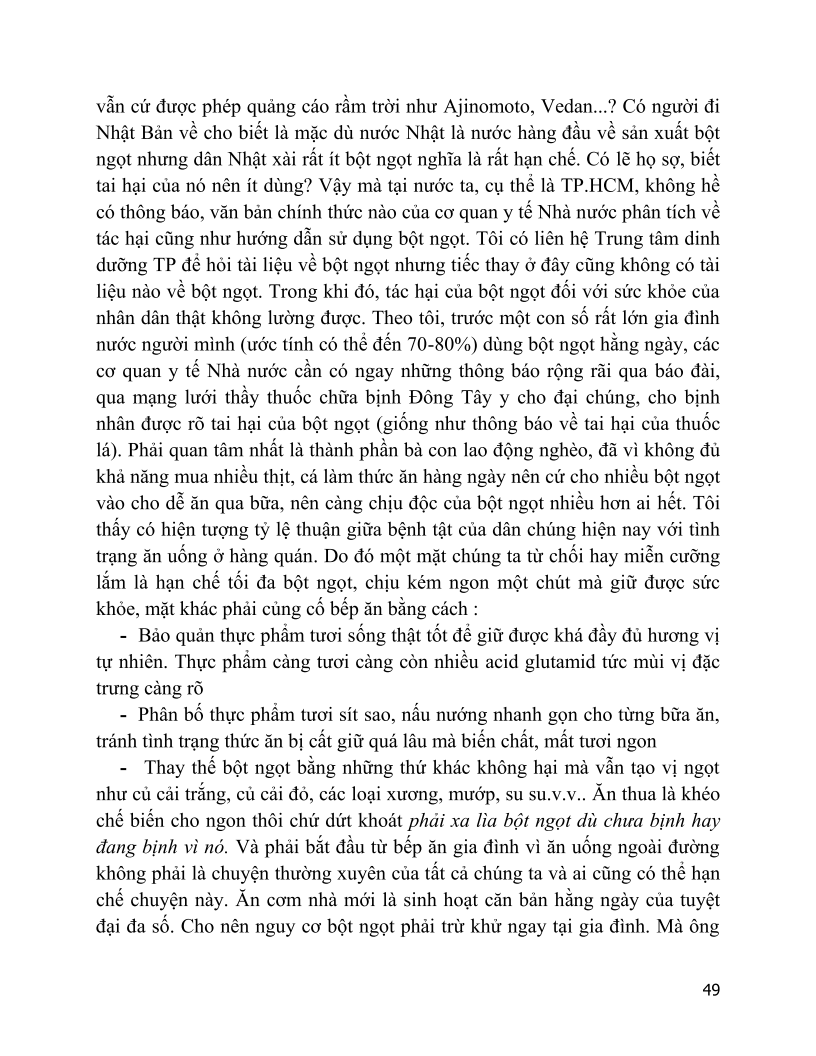 vẫn cứ được phép quảng cáo rầm trời như Ajinomoto, Vedan...? Có người đi
Nhật Bản về cho biết là mặc dù nước Nhật là nước hàng đầu về sản xuất bột
ngọt nhưng dân Nhật xài rất ít bột ngọt nghĩa là rất hạn chế. Có lẽ họ sợ, biết
tai hại của nó nên ít dùng? Vậy mà tại nước ta, cụ thể là TP.HCM, không hề
có thông báo, văn bản chính thức nào của cơ quan y tế Nhà nước phân tích về
tác hại cũng như hướng dẫn sử dụng bột ngọt. Tôi có liên hệ Trung tâm dinh
dưỡng TP để hỏi tài liệu về bột ngọt nhưng tiếc thay ở đây cũng không có tài
liệu nào về bột ngọt. Trong khi đó, tác hại của bột ngọt đối với sức khỏe của
nhân dân thật không lường được. Theo tôi, trước một con số rất lớn gia đình
nước người mình (ước tính có thể đến 70-80%) dùng bột ngọt hằng ngày, các
cơ quan y tế Nhà nước cần có ngay những thông báo rộng rãi qua báo đài,
qua mạng lưới thầy thuốc chữa bịnh Đông Tây y cho đại chúng, cho bịnh
nhân được rõ tai hại của bột ngọt (giống như thông báo về tai hại của thuốc
lá). Phải quan tâm nhất là thành phần bà con lao động nghèo, đã vì không đủ
khả năng mua nhiều thịt, cá làm thức ăn hàng ngày nên cứ cho nhiều bột ngọt
vào cho dễ ăn qua bữa, nên càng chịu độc của bột ngọt nhiều hơn ai hết. Tôi
thấy có hiện tượng tỷ lệ thuận giữa bệnh tật của dân chúng hiện nay với tình
trạng ăn uống ở hàng quán. Do đó một mặt chúng ta từ chối hay miễn cưỡng
lắm là hạn chế tối đa bột ngọt, chịu kém ngon một chút mà giữ được sức
khỏe, mặt khác phải củng cố bếp ăn bằng cách :
- Bảo quản thực phẩm tươi sống thật tốt để giữ được khá đầy đủ hương vị
tự nhiên. Thực phẩm càng tươi càng còn nhiều acid glutamid tức mùi vị đặc
trưng càng rõ
- Phân bố thực phẩm tươi sít sao, nấu nướng nhanh gọn cho từng bữa ăn,
tránh tình trạng thức ăn bị cất giữ quá lâu mà biến chất, mất tươi ngon
- Thay thế bột ngọt bằng những thứ khác không hại mà vẫn tạo vị ngọt
như củ cải trắng, củ cải đỏ, các loại xương, mướp, su su.v.v.. Ăn thua là khéo
chế biến cho ngon thôi chứ dứt khoát phải xa lìa bột ngọt dù chưa bịnh hay
đang bịnh vì nó. Và phải bắt đầu từ bếp ăn gia đình vì ăn uống ngoài đường
không phải là chuyện thường xuyên của tất cả chúng ta và ai cũng có thể hạn
chế chuyện này. Ăn cơm nhà mới là sinh hoạt căn bản hằng ngày của tuyệt
đại đa số. Cho nên nguy cơ bột ngọt phải trừ khử ngay tại gia đình. Mà ông
49